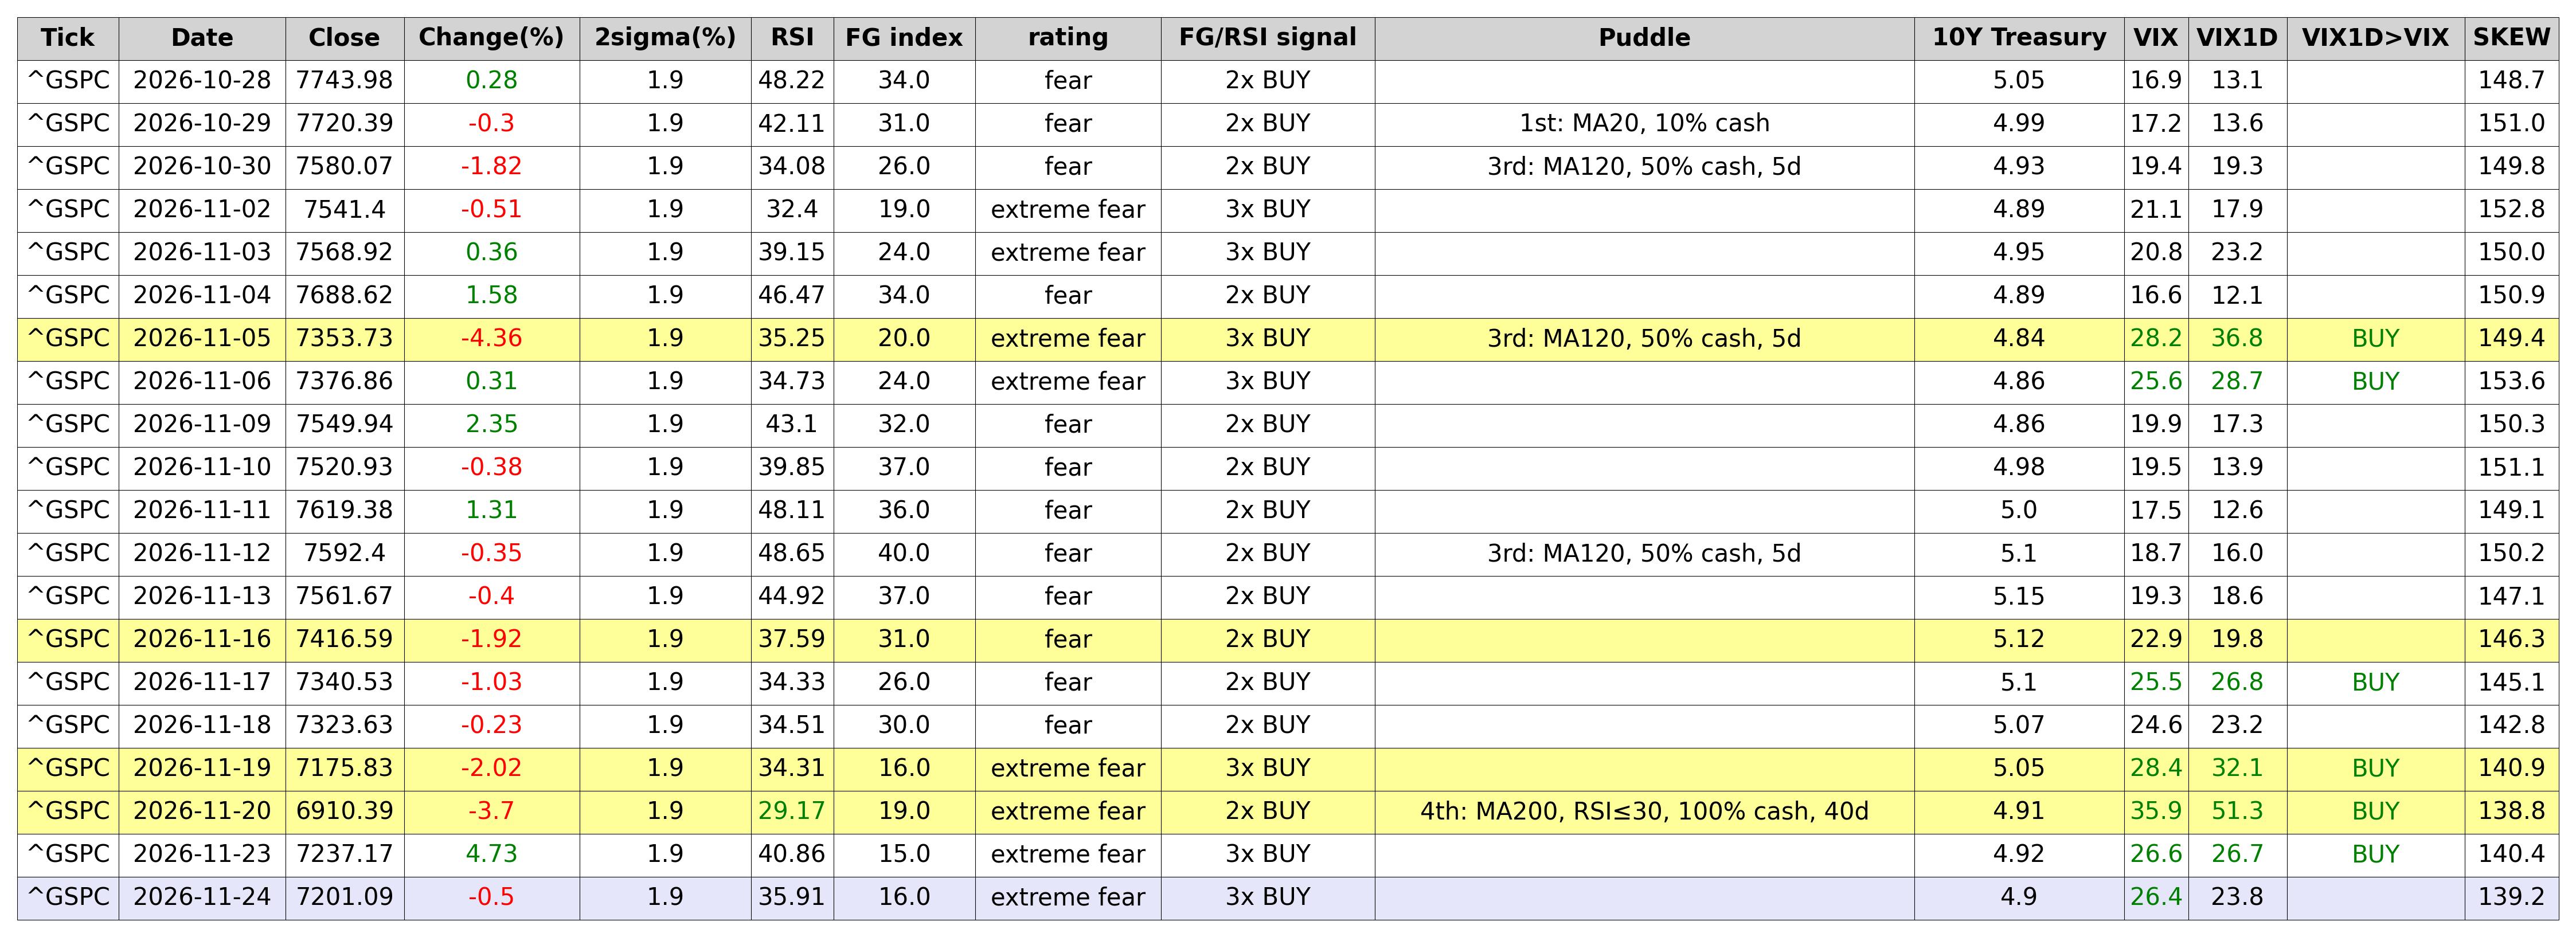 Tick Date Close Change(%) 2sigma(%) RSI FG index rating FG/RSI signal Puddle 10Y Treasury VIX VIX1D VIX1D>VIX SKEW
^GSPC 2026-10-28 7743.98 0.28 1.9 48.22 34.0 fear 2x BUY 5.05 16.9 13.1 148.7
^GSPC 2026-10-29 7720.39 -0.3 1.9 42.11 31.0 fear 2x BUY 1st: MA20, 10% cash 4.99 17.2 13.6 151.0
^GSPC 2026-10-30 7580.07 -1.82 1.9 34.08 26.0 fear 2x BUY 3rd: MA120, 50% cash, 5d 4.93 19.4 19.3 149.8
^GSPC 2026-11-02 7541.4 -0.51 1.9 32.4 19.0 extreme fear 3x BUY 4.89 21.1 17.9 152.8
^GSPC 2026-11-03 7568.92 0.36 1.9 39.15 24.0 extreme fear 3x BUY 4.95 20.8 23.2 150.0
^GSPC 2026-11-04 7688.62 1.58 1.9 46.47 34.0 fear 2x BUY 4.89 16.6 12.1 150.9
^GSPC 2026-11-05 7353.73 -4.36 1.9 35.25 20.0 extreme fear 3x BUY 3rd: MA120, 50% cash, 5d 4.84 28.2 36.8 BUY 149.4
^GSPC 2026-11-06 7376.86 0.31 1.9 34.73 24.0 extreme fear 3x BUY 4.86 25.6 28.7 BUY 153.6
^GSPC 2026-11-09 7549.94 2.35 1.9 43.1 32.0 fear 2x BUY 4.86 19.9 17.3 150.3
^GSPC 2026-11-10 7520.93 -0.38 1.9 39.85 37.0 fear 2x BUY 4.98 19.5 13.9 151.1
^GSPC 2026-11-11 7619.38 1.31 1.9 48.11 36.0 fear 2x BUY 5.0 17.5 12.6 149.1
^GSPC 2026-11-12 7592.4 -0.35 1.9 48.65 40.0 fear 2x BUY 3rd: MA120, 50% cash, 5d 5.1 18.7 16.0 150.2
^GSPC 2026-11-13 7561.67 -0.4 1.9 44.92 37.0 fear 2x BUY 5.15 19.3 18.6 147.1
^GSPC 2026-11-16 7416.59 -1.92 1.9 37.59 31.0 fear 2x BUY 5.12 22.9 19.8 146.3
^GSPC 2026-11-17 7340.53 -1.03 1.9 34.33 26.0 fear 2x BUY 5.1 25.5 26.8 BUY 145.1
^GSPC 2026-11-18 7323.63 -0.23 1.9 34.51 30.0 fear 2x BUY 5.07 24.6 23.2 142.8
^GSPC 2026-11-19 7175.83 -2.02 1.9 34.31 16.0 extreme fear 3x BUY 5.05 28.4 32.1 BUY 140.9
^GSPC 2026-11-20 6910.39 -3.7 1.9 29.17 19.0 extreme fear 2x BUY 4th: MA200, RSI≤30, 100% cash, 40d 4.91 35.9 51.3 BUY 138.8
^GSPC 2026-11-23 7237.17 4.73 1.9 40.86 15.0 extreme fear 3x BUY 4.92 26.6 26.7 BUY 140.4
^GSPC 2026-11-24 7201.09 -0.5 1.9 35.91 16.0 extreme fear 3x BUY 4.9 26.4 23.8 139.2